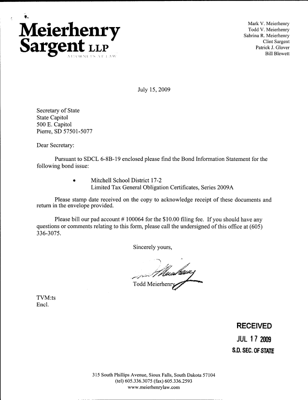 Meierhenry
Sargent LLP
ATTORNEYS AT LAW
Mark V. Meierhenry
Todd V. Meierhenry
Sabrina R. Meierhenry
Clint Sargent
Patrick J. Glover
Bill Blewett
July 15, 2009
Secretary of State
State Capitol
500 E. Capitol
Pierre, SD 57501-5077
Dear Secretary:
Pursuant to SDCL 6-8B-19 enclosed please find the Bond Information Statement for the
following bond issue:
• Mitchell School District 17-2
Limited Tax General Obligation Certificates, Series 2009A
Please stamp date received on the copy to acknowledge receipt of these documents and
return in the envelope provided.
Please bill our pad account # 100064 for the $10.00 filing fee. If you should have any
questions or comments relating to this form, please call the undersigned of this office at (605)
336-3075.
Sincerely yours,
Todd Meierhenry
TVM:ts
Encl.
RECEIVED
JUL 17 2009
S.D. SEC. OF STATE
315 South Phillips Avenue, Sioux Falls, South Dakota 57104
(tel) 605.336.3075 (fax) 605.336.2593
www.meierhenrylaw.com